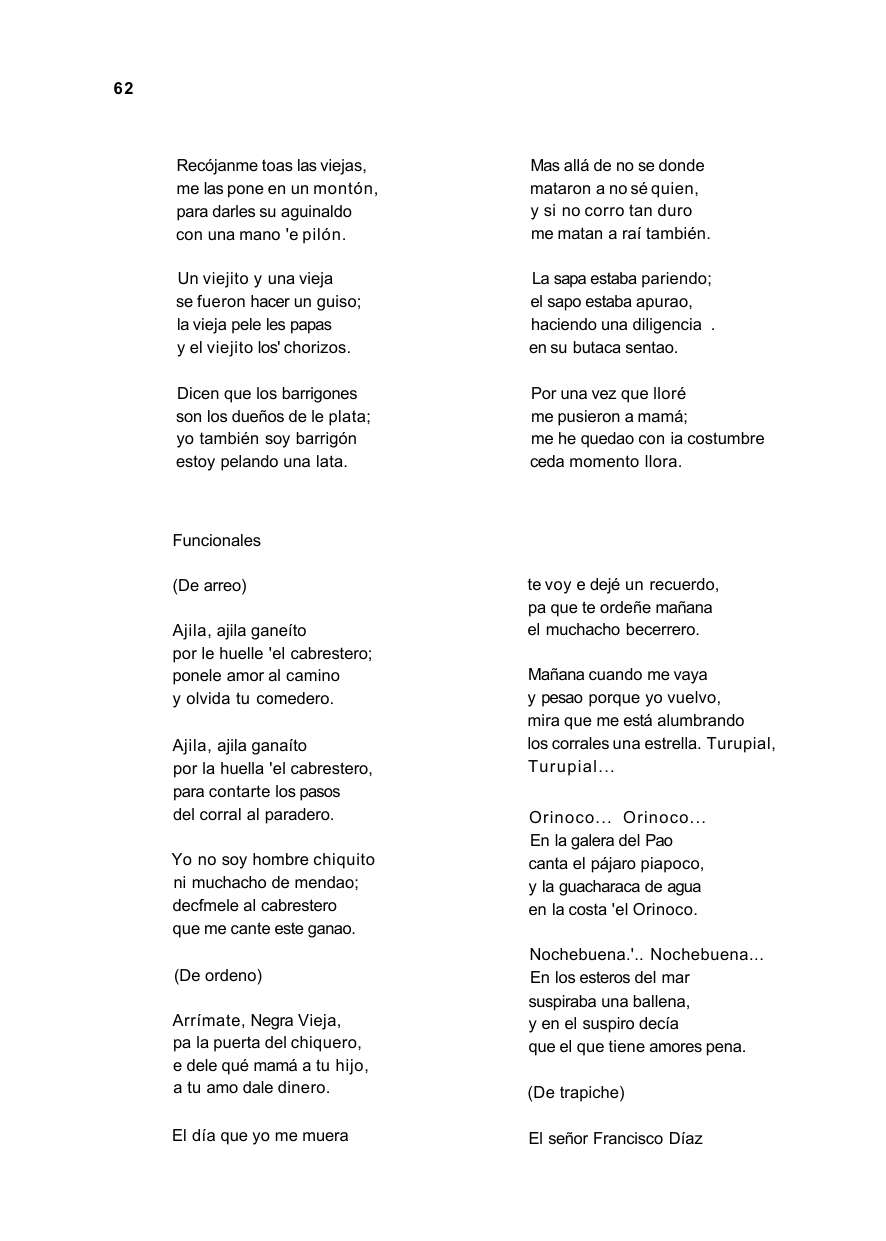 62
Recójanme toas las viejas,
me las pone en un montón,
para darles su aguinaldo
con una mano 'e pilón.
Un viejito y una vieja
se fueron hacer un guiso;
la vieja pele les papas
y el viejito los' chorizos.
Dicen que los barrigones
son los dueños de le plata;
yo también soy barrigón
estoy pelando una lata.
Mas allá de no se donde
mataron a no sé quien,
y si no corro tan duro
me matan a raí también.
La sapa estaba pariendo;
el sapo estaba apurao,
haciendo una diligencia .
en su butaca sentao.
Por una vez que lloré
me pusieron a mamá;
me he quedao con ia costumbre
ceda momento llora.
Funcionales
(De arreo)
Ajila, ajila ganeíto
por le huelle 'el cabrestero;
ponele amor al camino
y olvida tu comedero.
Ajila, ajila ganaíto
por la huella 'el cabrestero,
para contarte los pasos
del corral al paradero.
Yo no soy hombre chiquito
ni muchacho de mendao;
decfmele al cabrestero
que me cante este ganao.
(De ordeno)
Arrímate, Negra Vieja,
pa la puerta del chiquero,
e dele qué mamá a tu hijo,
a tu amo dale dinero.
El día que yo me muera
te voy e dejé un recuerdo,
pa que te ordeñe mañana
el muchacho becerrero.
Mañana cuando me vaya
y pesao porque yo vuelvo,
mira que me está alumbrando
los corrales una estrella. Turupial,
Turupial...
Orinoco... Orinoco...
En la galera del Pao
canta el pájaro piapoco,
y la guacharaca de agua
en la costa 'el Orinoco.
Nochebuena.'.. Nochebuena...
En los esteros del mar
suspiraba una ballena,
y en el suspiro decía
que el que tiene amores pena.
(De trapiche)
El señor Francisco Díaz